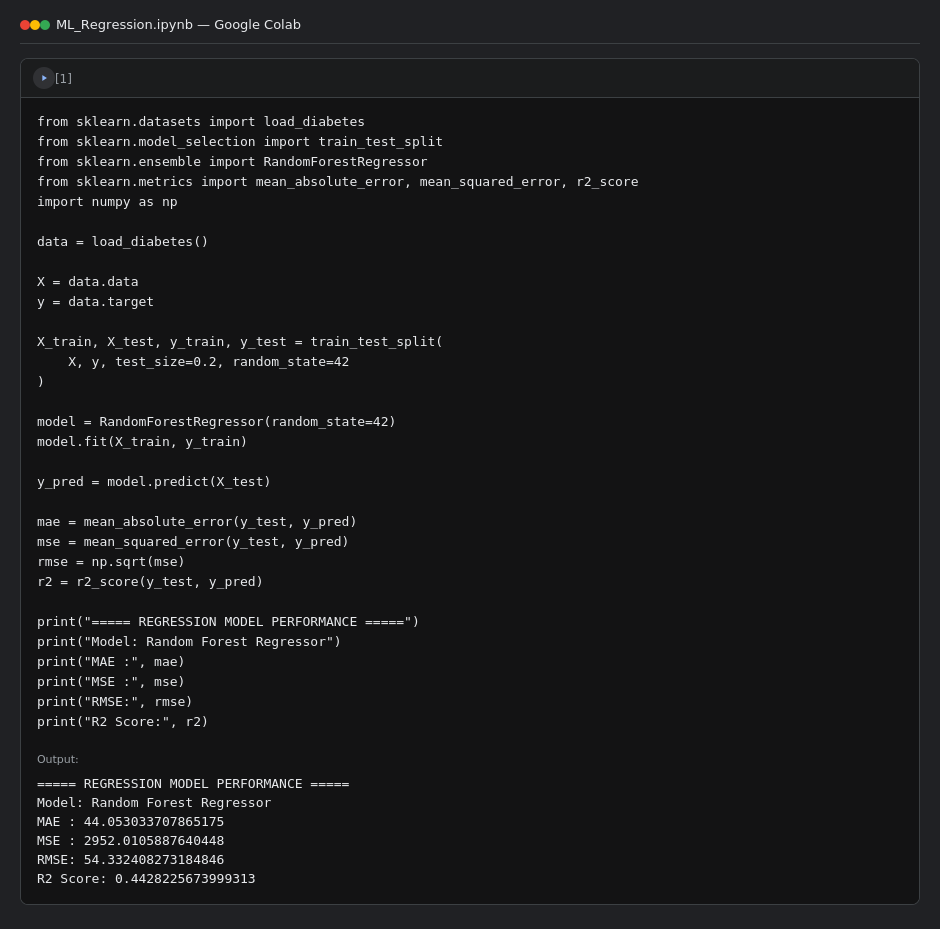 ML_Regression.ipynb — Google Colab
[1]
from sklearn.datasets import load_diabetes
from sklearn.model_selection import train_test_split
from sklearn.ensemble import RandomForestRegressor
from sklearn.metrics import mean_absolute_error, mean_squared_error, r2_score
import numpy as np
data = load_diabetes()
X = data.data
y = data.target
X_train, X_test, y_train, y_test = train_test_split(
    X, y, test_size=0.2, random_state=42
)
model = RandomForestRegressor(random_state=42)
model.fit(X_train, y_train)
y_pred = model.predict(X_test)
mae = mean_absolute_error(y_test, y_pred)
mse = mean_squared_error(y_test, y_pred)
rmse = np.sqrt(mse)
r2 = r2_score(y_test, y_pred)
print("===== REGRESSION MODEL PERFORMANCE =====")
print("Model: Random Forest Regressor")
print("MAE :", mae)
print("MSE :", mse)
print("RMSE:", rmse)
print("R2 Score:", r2)
Output:
===== REGRESSION MODEL PERFORMANCE =====
Model: Random Forest Regressor
MAE : 44.053033707865175
MSE : 2952.0105887640448
RMSE: 54.332408273184846
R2 Score: 0.4428225673999313